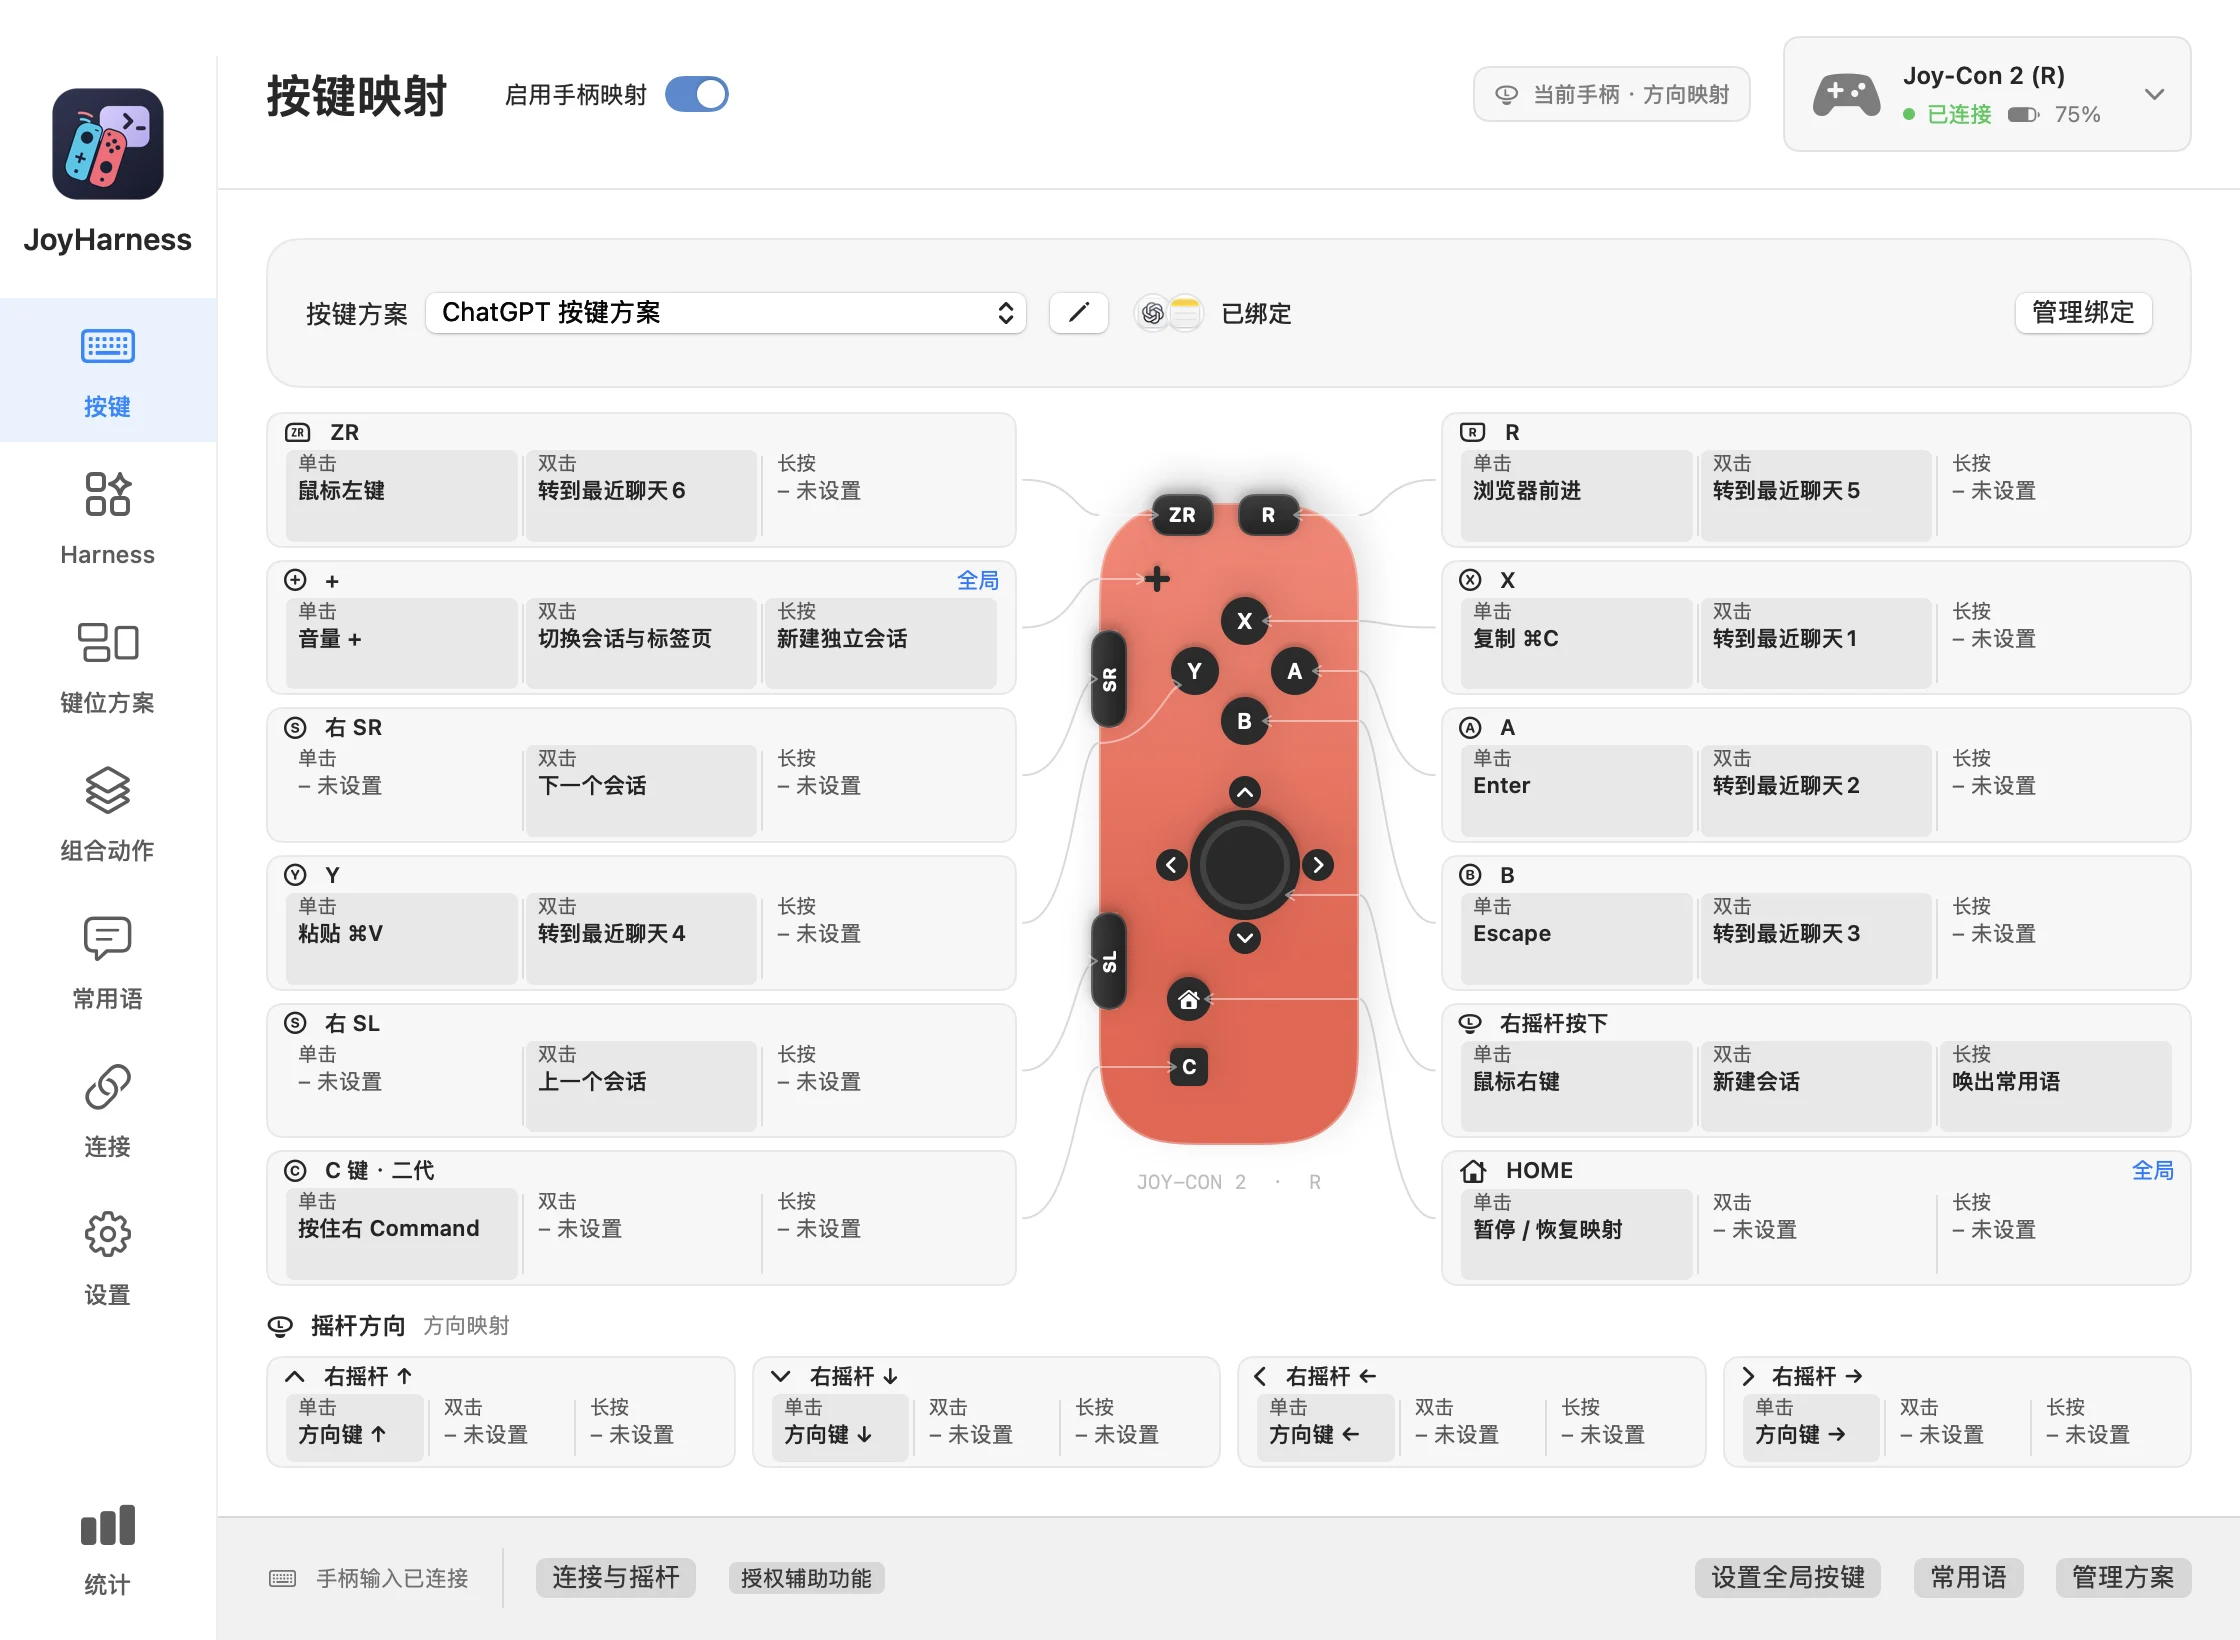 按键映射
启用手柄映射
当前手柄 · 方向映射
Joy-Con 2 (R)
已连接 75%
JoyHarness
按键
Harness
键位方案
组合动作
常用语
连接
设置
统计
按键方案
ChatGPT 按键方案
已绑定
管理绑定
ZR ZR
单击 双击 长按
鼠标左键 转到最近聊天 6 – 未设置
+ 全局
单击 双击 长按
音量 + 切换会话与标签页 新建独立会话
S 右 SR
单击 双击 长按
– 未设置 下一个会话 – 未设置
Y Y
单击 双击 长按
粘贴 ⌘V 转到最近聊天 4 – 未设置
S 右 SL
单击 双击 长按
– 未设置 上一个会话 – 未设置
C C 键 · 二代
单击 双击 长按
按住右 Command – 未设置 – 未设置
ZR R
X
Y A
B
SR
SL
C
JOY-CON 2 · R
R R
单击 双击 长按
浏览器前进 转到最近聊天 5 – 未设置
X X
单击 双击 长按
复制 ⌘C 转到最近聊天 1 – 未设置
A A
单击 双击 长按
Enter 转到最近聊天 2 – 未设置
B B
单击 双击 长按
Escape 转到最近聊天 3 – 未设置
L 右摇杆按下
单击 双击 长按
鼠标右键 新建会话 唤出常用语
HOME 全局
单击 双击 长按
暂停 / 恢复映射 – 未设置 – 未设置
L 摇杆方向 方向映射
右摇杆 ↑
单击 双击 长按
方向键 ↑ – 未设置 – 未设置
右摇杆 ↓
单击 双击 长按
方向键 ↓ – 未设置 – 未设置
右摇杆 ←
单击 双击 长按
方向键 ← – 未设置 – 未设置
右摇杆 →
单击 双击 长按
方向键 → – 未设置 – 未设置
手柄输入已连接
连接与摇杆
授权辅助功能
设置全局按键
常用语
管理方案